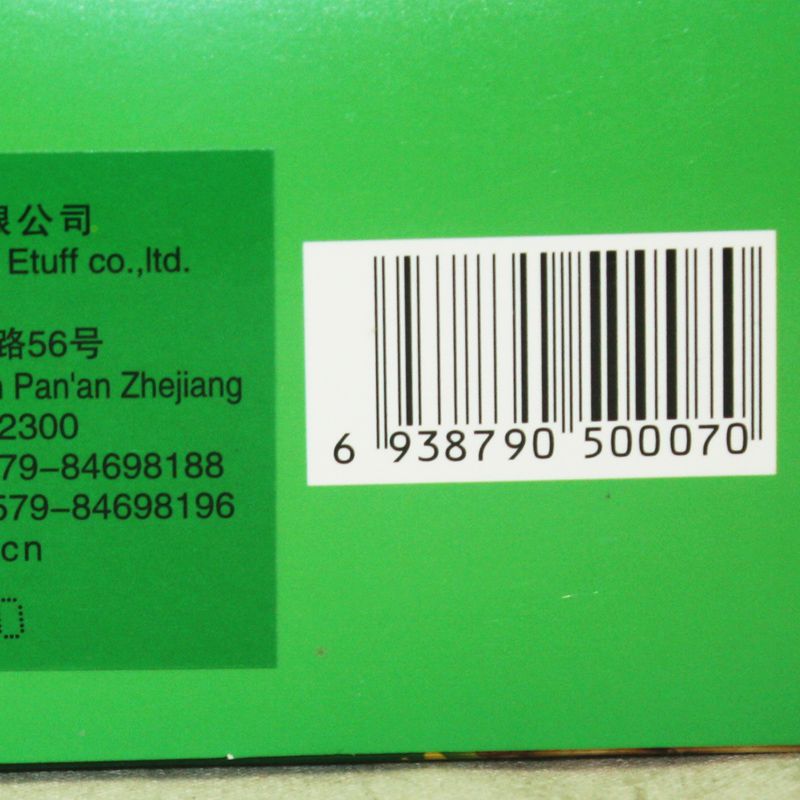 限公司
Etuff co.,ltd.
路56号
Pan'an Zhejiang
2300
79-84698188
579-84698196
cn
6 938790 500070